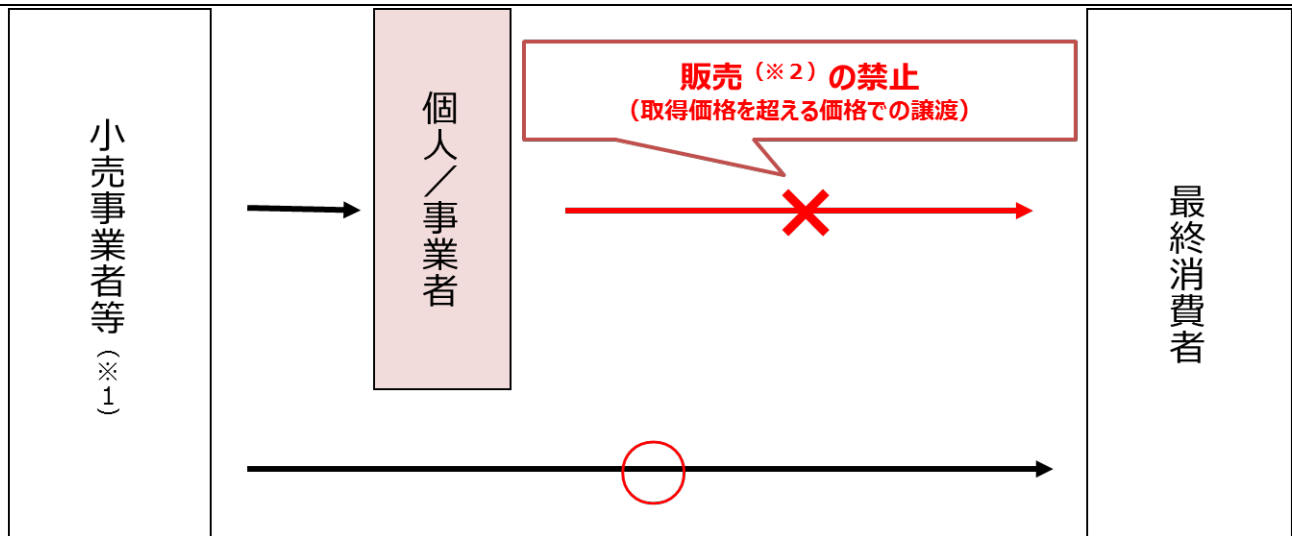 小売事業者等（※１）
個人／事業者
販売（※２）の禁止
（取得価格を超える価格での譲渡）
最終消費者